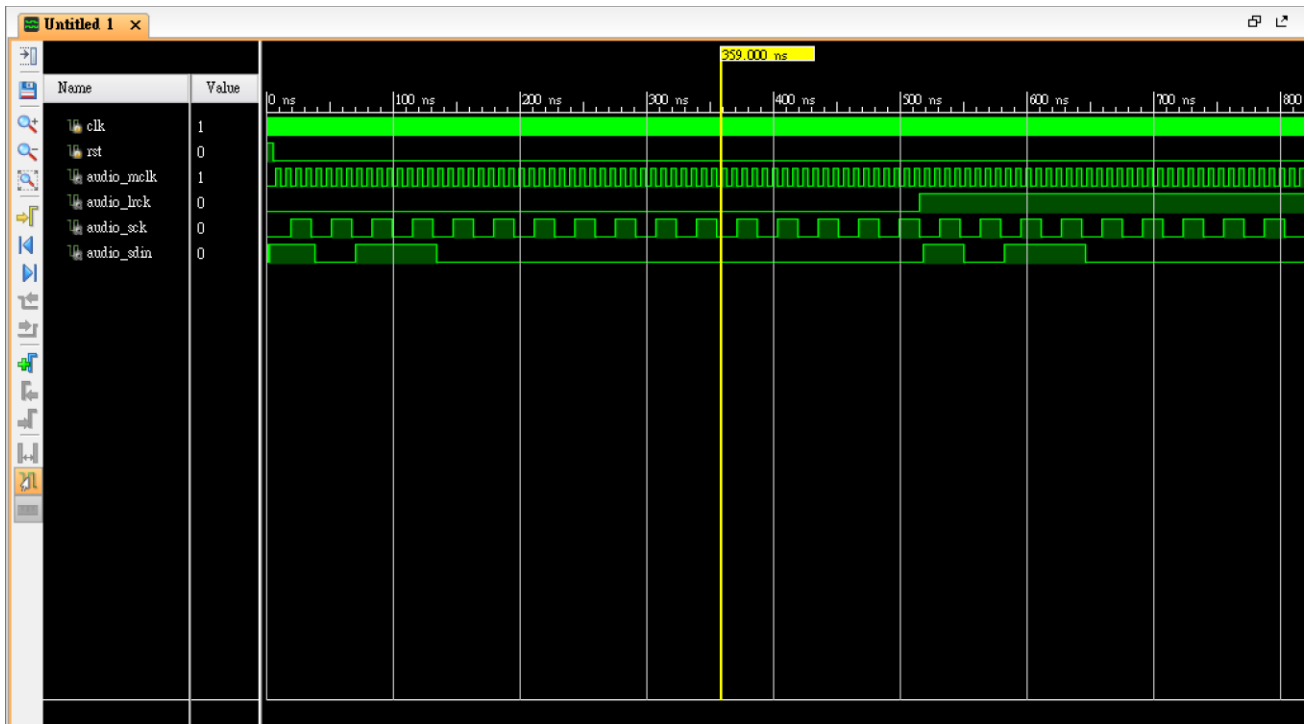 Untitled 1
359.000 ns
Name Value
0 ns 100 ns 200 ns 300 ns 400 ns 500 ns 600 ns 700 ns 800
clk 1
rst 0
audio_mclk 1
audio_lrck 0
audio_sck 0
audio_sdin 0